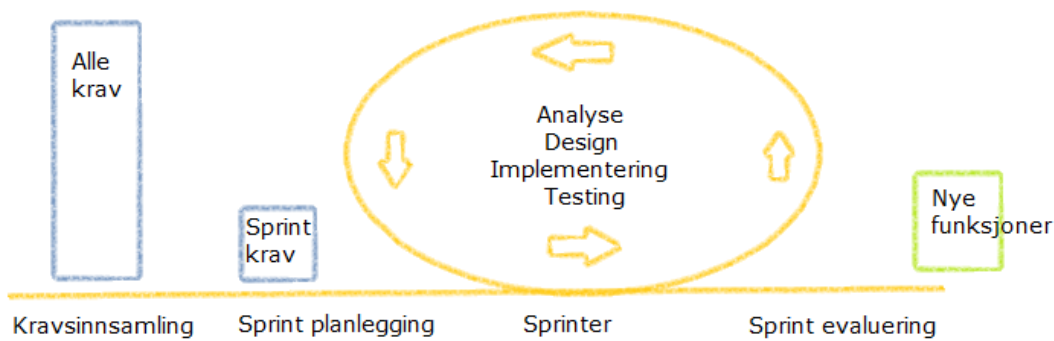 Alle
krav
Sprint
krav
Analyse
Design
Implementering
Testing
Nye
funksjoner
Kravsinnsamling
Sprint planlegging
Sprinter
Sprint evaluering